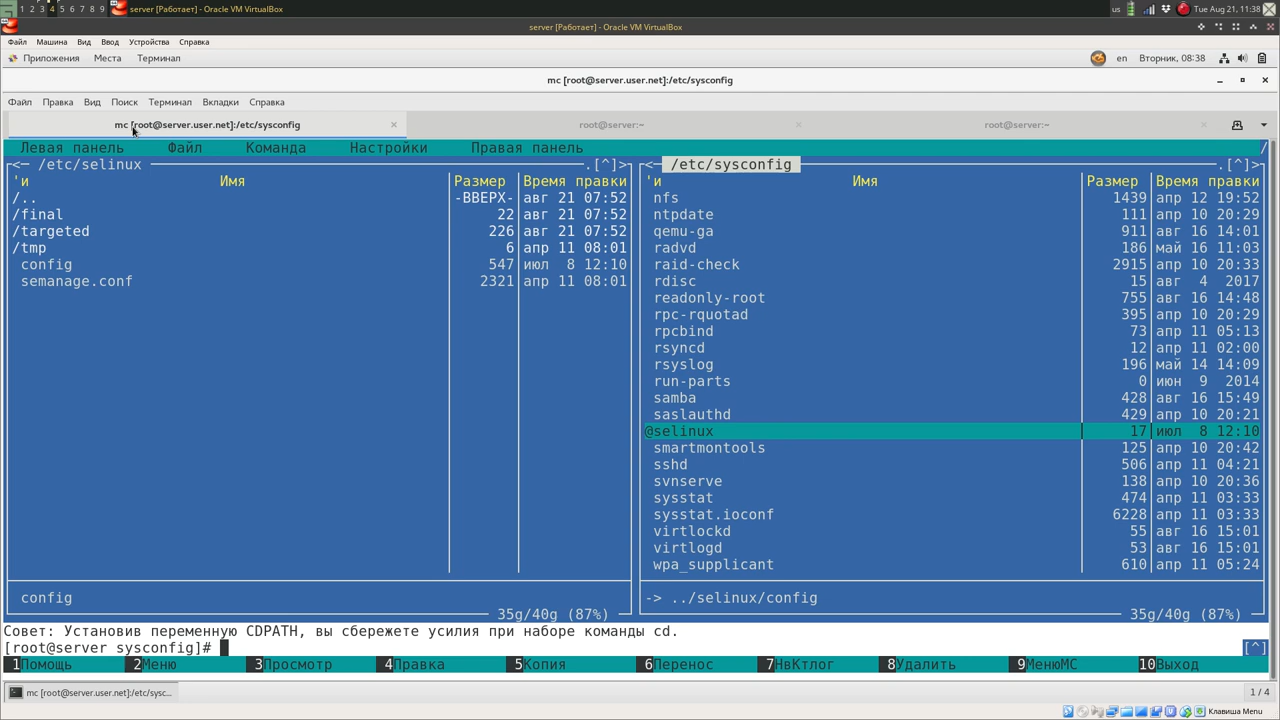 1 2 3 4 5 6 7 8 9 server [Работает] - Oracle VM VirtualBox us Tue Aug 21, 11:38
server [Работает] - Oracle VM VirtualBox
Файл Машина Вид Ввод Устройства Справка
Приложения Места Терминал en Вторник, 08:38
mc [root@server.user.net]:/etc/sysconfig
Файл Правка Вид Поиск Терминал Вкладки Справка
mc [root@server.user.net]:/etc/sysconfig × root@server:~ × root@server:~ ×
Левая панель Файл Команда Настройки Правая панель /
<— /etc/selinux .[^]>
'и Имя Размер Время правки
/.. -ВВЕРХ- авг 21 07:52
/final 22 авг 21 07:52
/targeted 226 авг 21 07:52
/tmp 6 апр 11 08:01
config 547 июл 8 12:10
semanage.conf 2321 апр 11 08:01
config
35g/40g (87%)
<— /etc/sysconfig .[^]>
'и Имя Размер Время правки
nfs 1439 апр 12 19:52
ntpdate 111 апр 10 20:29
qemu-ga 911 авг 16 14:01
radvd 186 май 16 11:03
raid-check 2915 апр 10 20:33
rdisc 15 авг 4 2017
readonly-root 755 авг 16 14:48
rpc-rquotad 395 апр 10 20:29
rpcbind 73 апр 11 05:13
rsyncd 12 апр 11 02:00
rsyslog 196 май 14 14:09
run-parts 0 июн 9 2014
samba 428 авг 16 15:49
saslauthd 429 апр 10 20:21
@selinux 17 июл 8 12:10
smartmontools 125 апр 10 20:42
sshd 506 апр 11 04:21
svnserve 138 апр 10 20:36
sysstat 474 апр 11 03:33
sysstat.ioconf 6228 апр 11 03:33
virtlockd 55 авг 16 15:01
virtlogd 53 авг 16 15:01
wpa_supplicant 610 апр 11 05:24
-> ../selinux/config
35g/40g (87%)
Совет: Установив переменную CDPATH, вы сбережете усилия при наборе команды cd.
[root@server sysconfig]# [^]
1Помощь 2Меню 3Просмотр 4Правка 5Копия 6Перенос 7НвКтлог 8Удалить 9МенюМС 10Выход
mc [root@server.user.net]:/etc/sysc... 1 / 4
Клавиша Menu